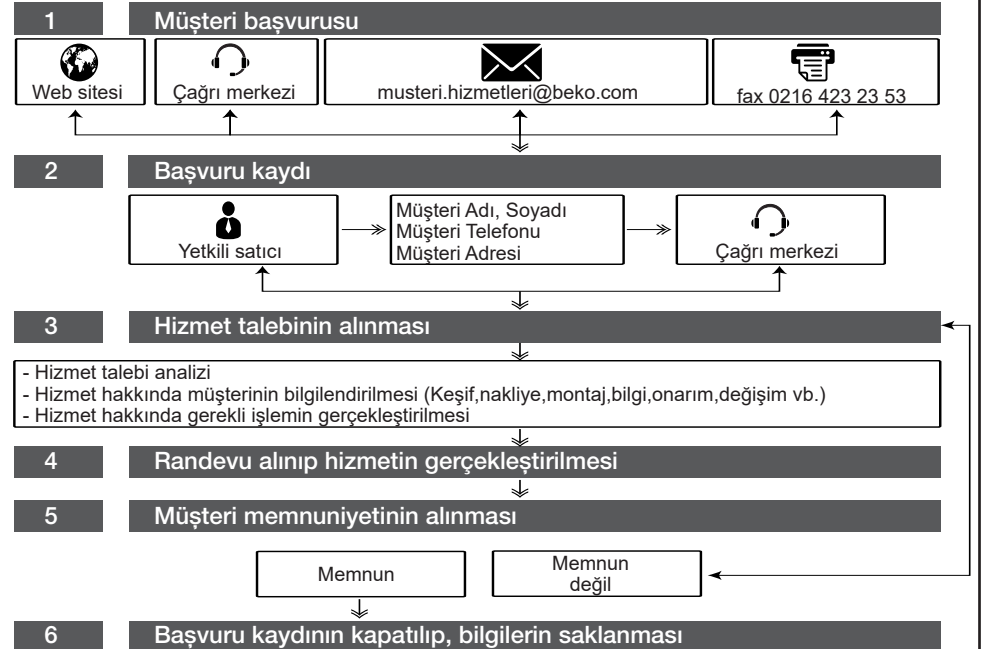 1 Müşteri başvurusu
Web sitesi
Çağrı merkezi
musteri.hizmetleri@beko.com
fax 0216 423 23 53
2 Başvuru kaydı
Yetkili satıcı
Müşteri Adı, Soyadı
Müşteri Telefonu
Müşteri Adresi
Çağrı merkezi
3 Hizmet talebinin alınması
- Hizmet talebi analizi
- Hizmet hakkında müşterinin bilgilendirilmesi (Keşif,nakliye,montaj,bilgi,onarım,değişim vb.)
- Hizmet hakkında gerekli işlemin gerçekleştirilmesi
4 Randevu alınıp hizmetin gerçekleştirilmesi
5 Müşteri memnuniyetinin alınması
Memnun
Memnun
değil
6 Başvuru kaydının kapatılıp, bilgilerin saklanması